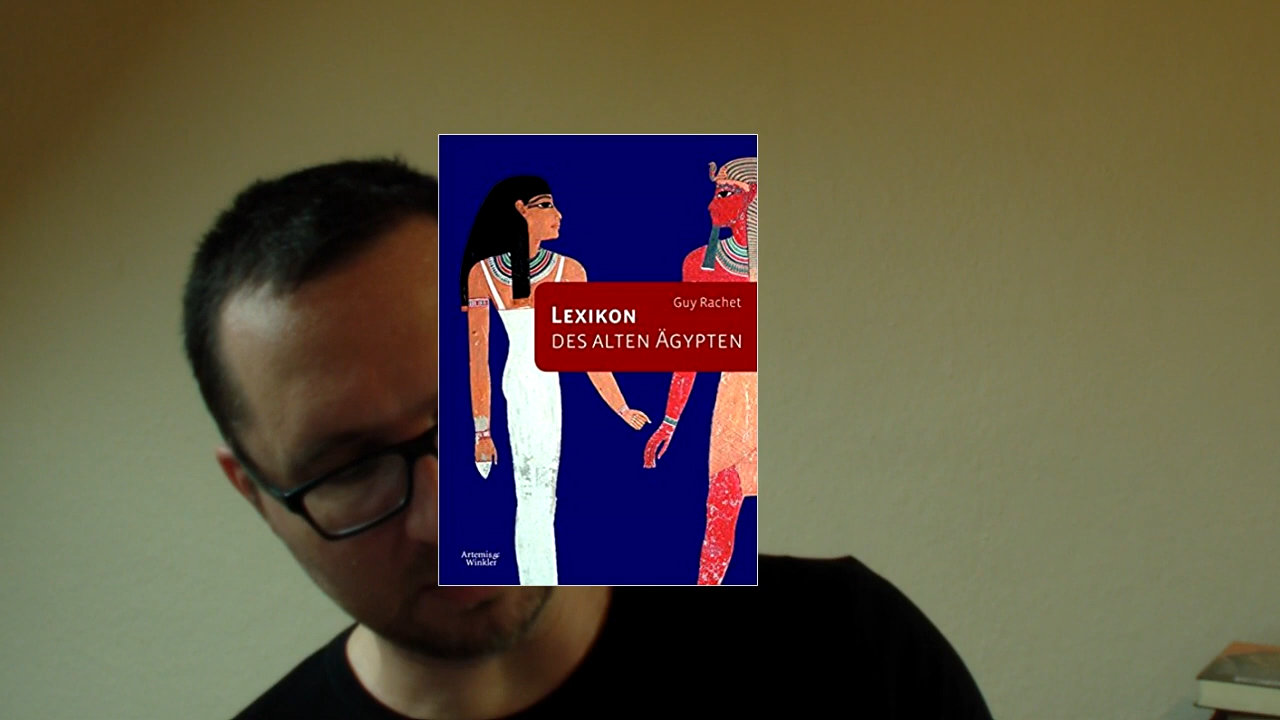 Guy Rachet
LEXIKON
DES ALTEN ÄGYPTEN
Artemis &
Winkler